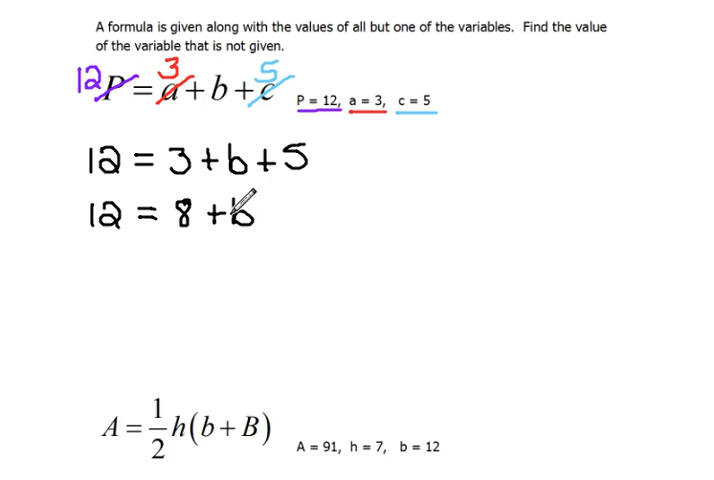 A formula is given along with the values of all but one of the variables. Find the value
of the variable that is not given.
12 3 5
P = a + b + c P = 12, a = 3, c = 5
12 = 3 + b + 5
12 = 8 + b
A = 1/2 h(b + B) A = 91, h = 7, b = 12